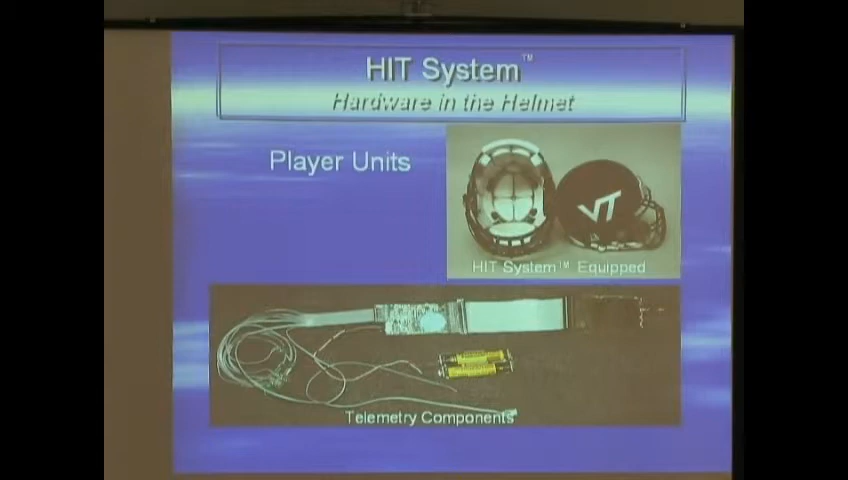 HIT System™
Hardware in the Helmet
Player Units
VT
HIT System™ Equipped
Telemetry Components